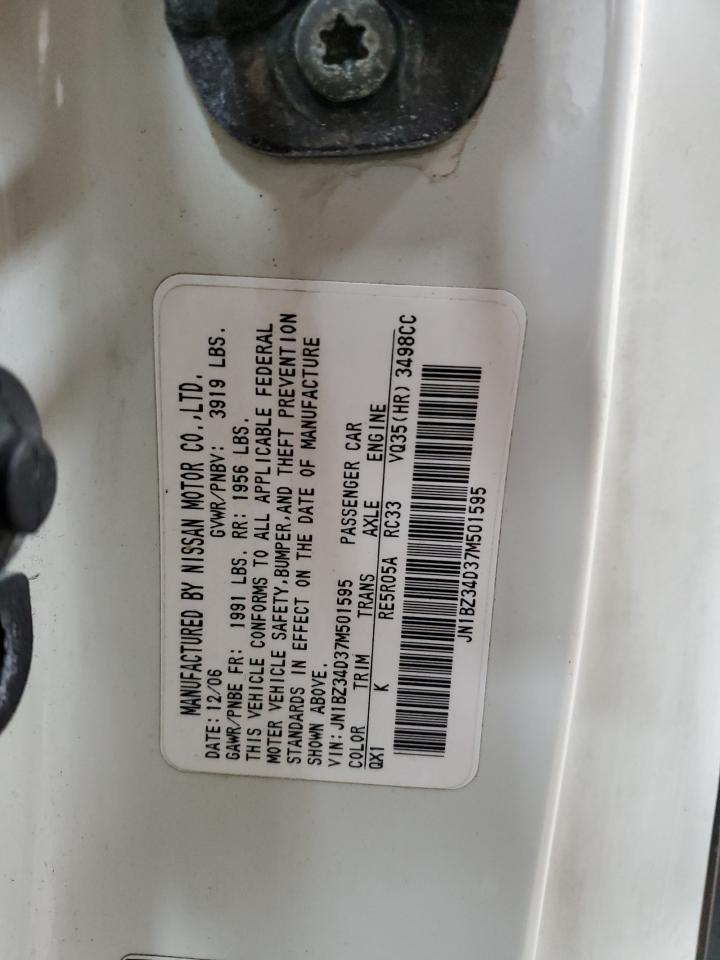 MANUFACTURED BY NISSAN MOTOR CO.,LTD.
DATE: 12/06 GVWR/PNBV: 3919 LBS.
GAWR/PNBE FR: 1991 LBS. RR: 1956 LBS.
THIS VEHICLE CONFORMS TO ALL APPLICABLE FEDERAL
MOTER VEHICLE SAFETY,BUMPER,AND THEFT PREVENTION
STANDARDS IN EFFECT ON THE DATE OF MANUFACTURE
SHOWN ABOVE.
VIN:JN1BZ34D37M501595 PASSENGER CAR
COLOR TRIM TRANS AXLE ENGINE
QX1 K RE5R05A RC33 VQ35(HR) 3498CC
JN1BZ34D37M501595